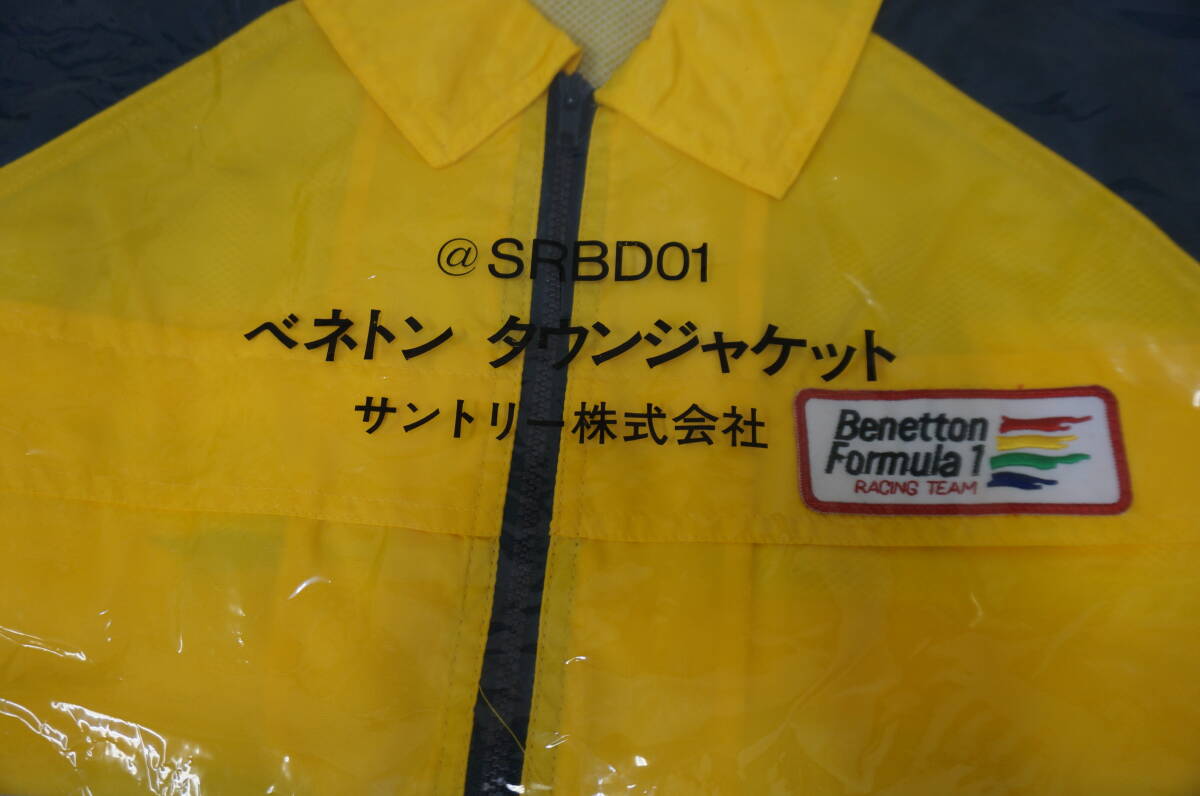 @SRBD01
ベネトン タウンジャケット
サントリー株式会社
Benetton
Formula 1
RACING TEAM